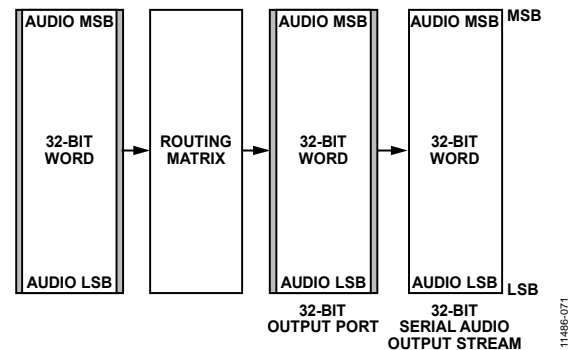 AUDIO MSB
AUDIO MSB
AUDIO MSB
MSB
32-BIT
WORD
ROUTING
MATRIX
32-BIT
WORD
32-BIT
WORD
AUDIO LSB
AUDIO LSB
AUDIO LSB
LSB
32-BIT
OUTPUT PORT
32-BIT
SERIAL AUDIO
OUTPUT STREAM
11486-071